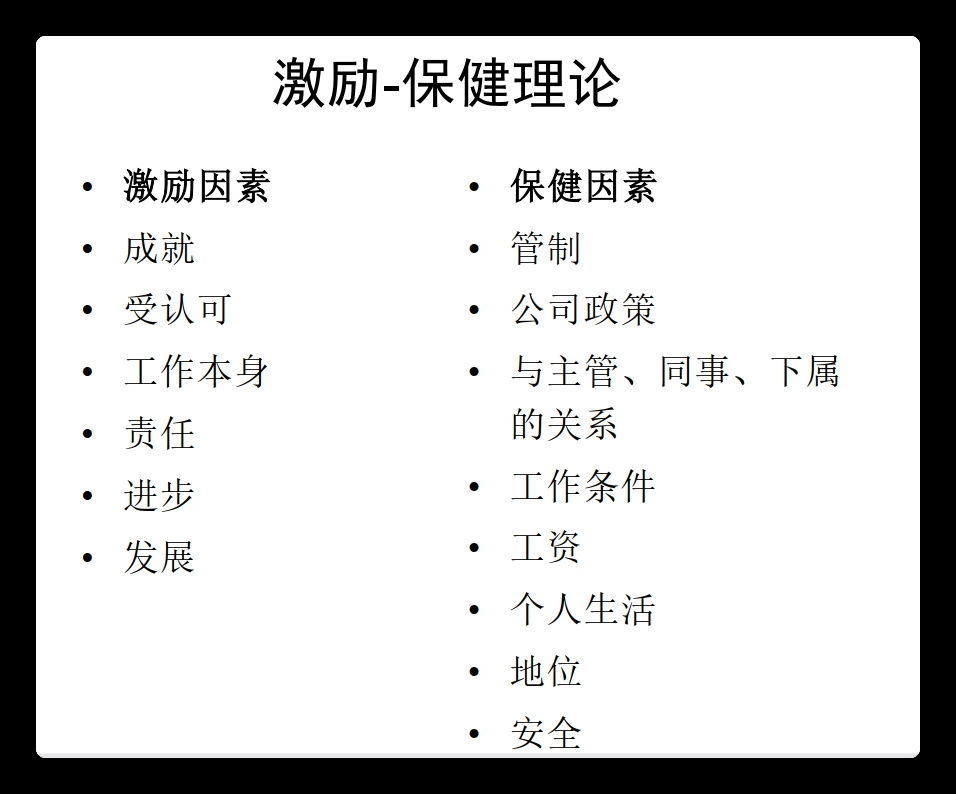 激励-保健理论
• 激励因素
• 成就
• 受认可
• 工作本身
• 责任
• 进步
• 发展
• 保健因素
• 管制
• 公司政策
• 与主管、同事、下属
的关系
• 工作条件
• 工资
• 个人生活
• 地位
• 安全